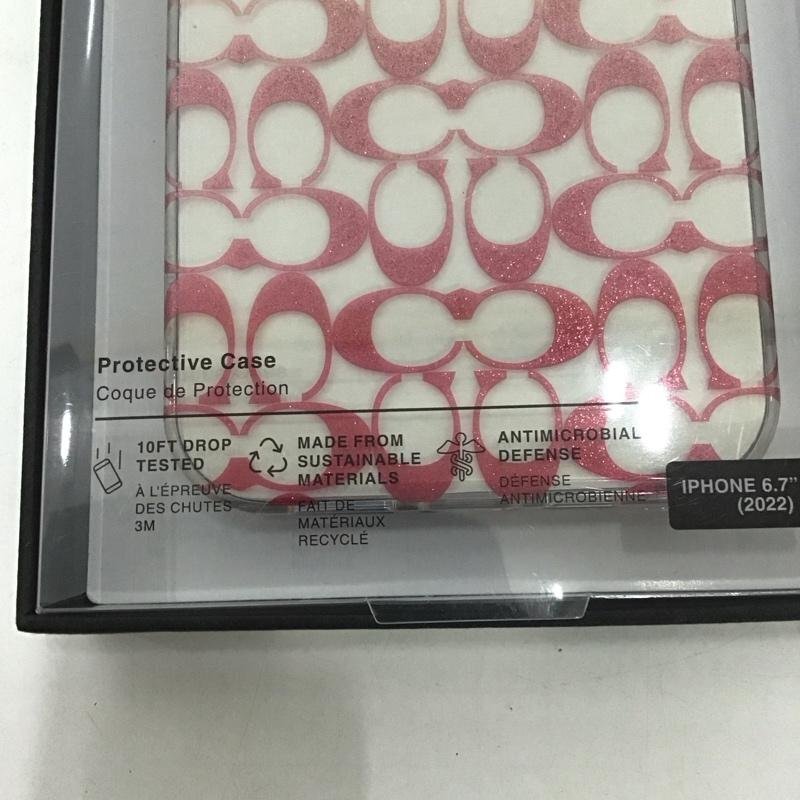 Protective Case
Coque de Protection
10FT DROP
TESTED
À L'ÉPREUVE
DES CHUTES
3M
MADE FROM
SUSTAINABLE
MATERIALS
FAIT DE
MATÉRIAUX
RECYCLÉ
ANTIMICROBIAL
DEFENSE
DÉFENSE
ANTIMICROBIENNE
IPHONE 6.7"
(2022)